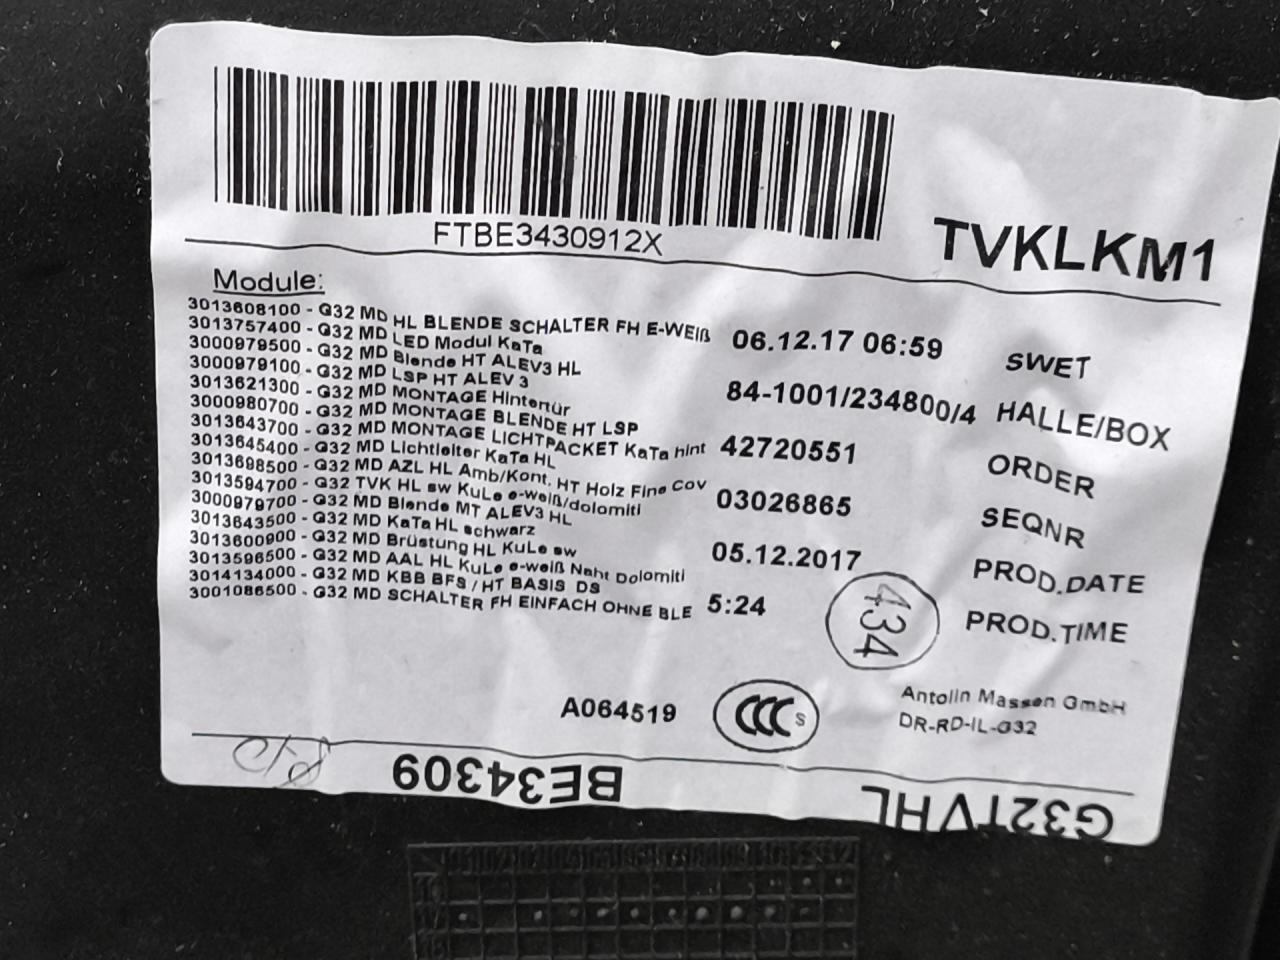 FTBE3430912X
TVKLKM1
Module:
3013608100 - G32 MD HL BLENDE SCHALTER FH E-WEIß
3013757400 - G32 MD LED Modul KaTa
3000979500 - G32 MD Blende HT ALEV3 HL
3000979100 - G32 MD LSP HT ALEV 3
3013621300 - G32 MD MONTAGE Hintertür
3000980700 - G32 MD MONTAGE BLENDE HT LSP
3013643700 - G32 MD MONTAGE LICHTPACKET KaTa hint
3013645400 - G32 MD Lichtleiter KaTa HL
3013698500 - G32 MD AZL HL Amb/Kont. HT Holz Fine Cov
3013594700 - G32 TVK HL sw KuLe e-weiß/dolomiti
3000979700 - G32 MD Blende MT ALEV3 HL
3013643500 - G32 MD KaTa HL schwarz
3013600900 - G32 MD Brüstung HL KuLe sw
3013596500 - G32 MD AAL HL KuLe e-weiß Naht Dolomiti
3014134000 - G32 MD KBB BFS / HT BASIS DS
3001086500 - G32 MD SCHALTER FH EINFACH OHNE BLE
06.12.17 06:59 SWET
84-1001/234800/4 HALLE/BOX
42720551 ORDER
03026865 SEQNR
05.12.2017 PROD.DATE
5:24 PROD.TIME
434
A064519
CCC S
Antolin Massen GmbH
DR-RD-IL-G32
BE34309
G32TVHL